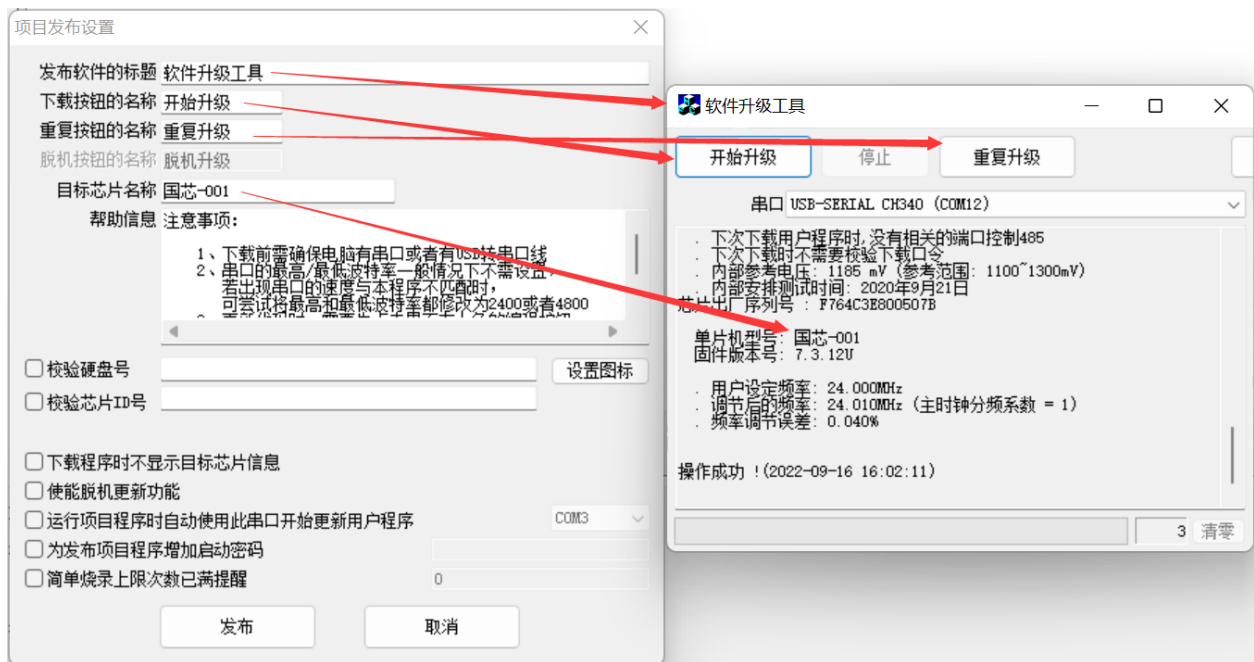 项目发布设置
发布软件的标题 软件升级工具
下载按钮的名称 开始升级
重复按钮的名称 重复升级
脱机按钮的名称 脱机升级
目标芯片名称 国芯-001
帮助信息 注意事项:
1、下载前需确保电脑有串口或者有USB转串口线
2、串口的最高/最低波特率一般情况下不需设置,
若出现串口的速度与本程序不匹配时,
可尝试将最高和最低波特率都修改为2400或者4800
校验硬盘号
设置图标
校验芯片ID号
下载程序时不显示目标芯片信息
使能脱机更新功能
运行项目程序时自动使用此串口开始更新用户程序 COM3
为发布项目程序增加启动密码
简单烧录上限次数已满提醒 0
发布 取消
软件升级工具
开始升级 停止 重复升级
串口 USB-SERIAL CH340 (COM12)
. 下次下载用户程序时,没有相关的端口控制485
. 下次下载时不需要校验下载口令
. 内部参考电压: 1185 mV (参考范围: 1100~1300mV)
. 内部安排测试时间: 2020年9月21日
芯片出厂序列号 : F764C3E800507B
单片机型号: 国芯-001
固件版本号: 7.3.12U
. 用户设定频率: 24.000MHz
. 调节后的频率: 24.010MHz (主时钟分频系数 = 1)
. 频率调节误差: 0.040%
操作成功 !(2022-09-16 16:02:11)
3 清零